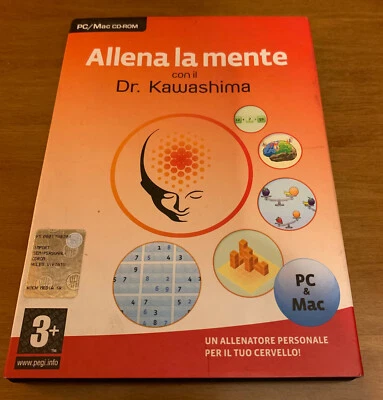 PC/Mac CD-ROM
Allena la mente
con il
Dr. Kawashima
PC
&
Mac
3+
www.pegi.info
UN ALLENATORE PERSONALE
PER IL TUO CERVELLO!